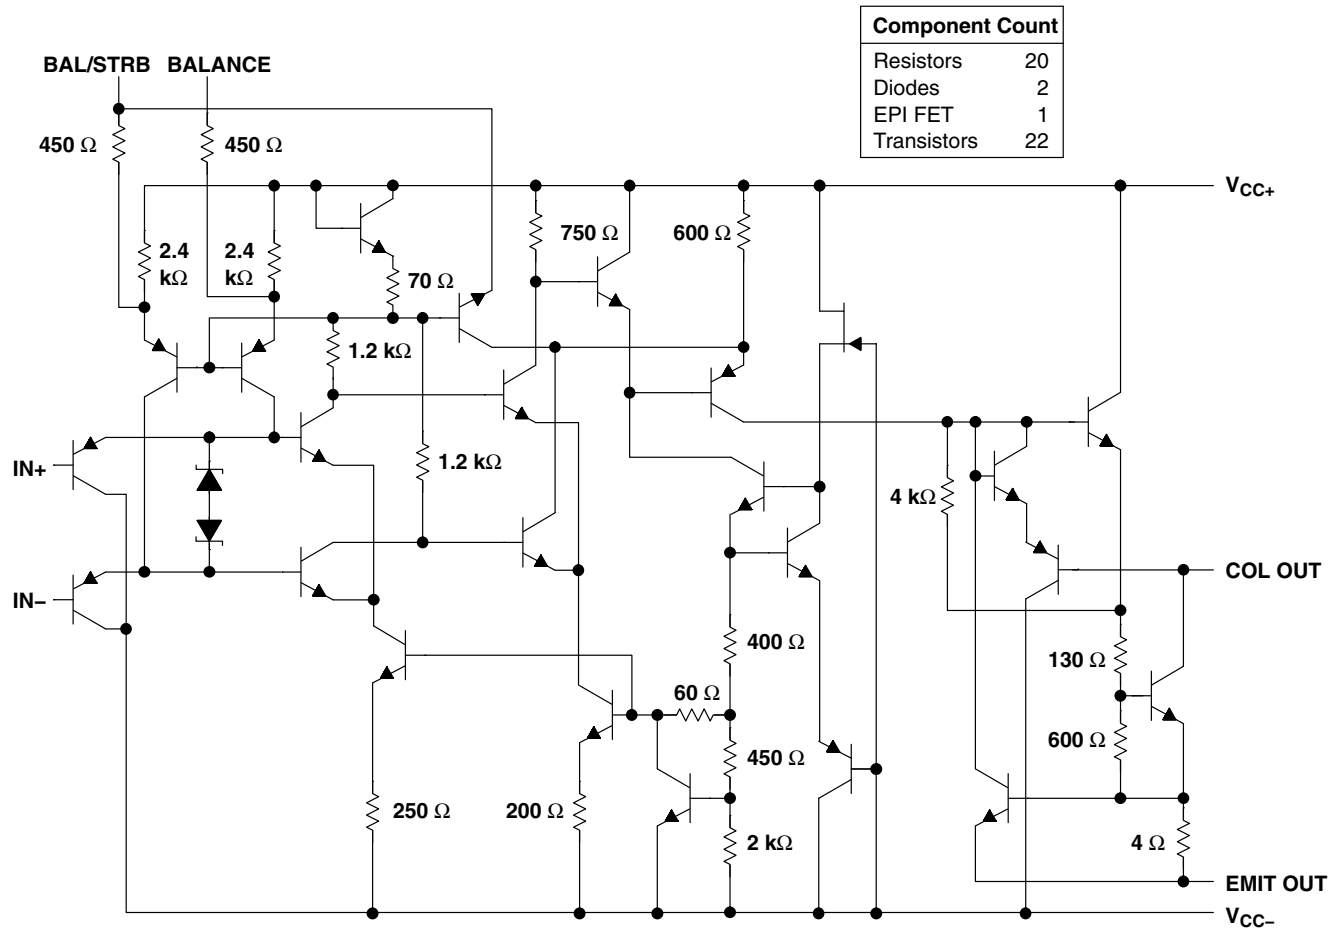 Component Count
Resistors 20
Diodes 2
EPI FET 1
Transistors 22
BAL/STRB BALANCE
450 Ω 450 Ω
V_CC+
2.4 kΩ
2.4 kΩ
70 Ω
750 Ω
600 Ω
1.2 kΩ
IN+
1.2 kΩ
4 kΩ
COL OUT
IN−
400 Ω
130 Ω
60 Ω
600 Ω
450 Ω
250 Ω
200 Ω
2 kΩ
4 Ω
EMIT OUT
V_CC−